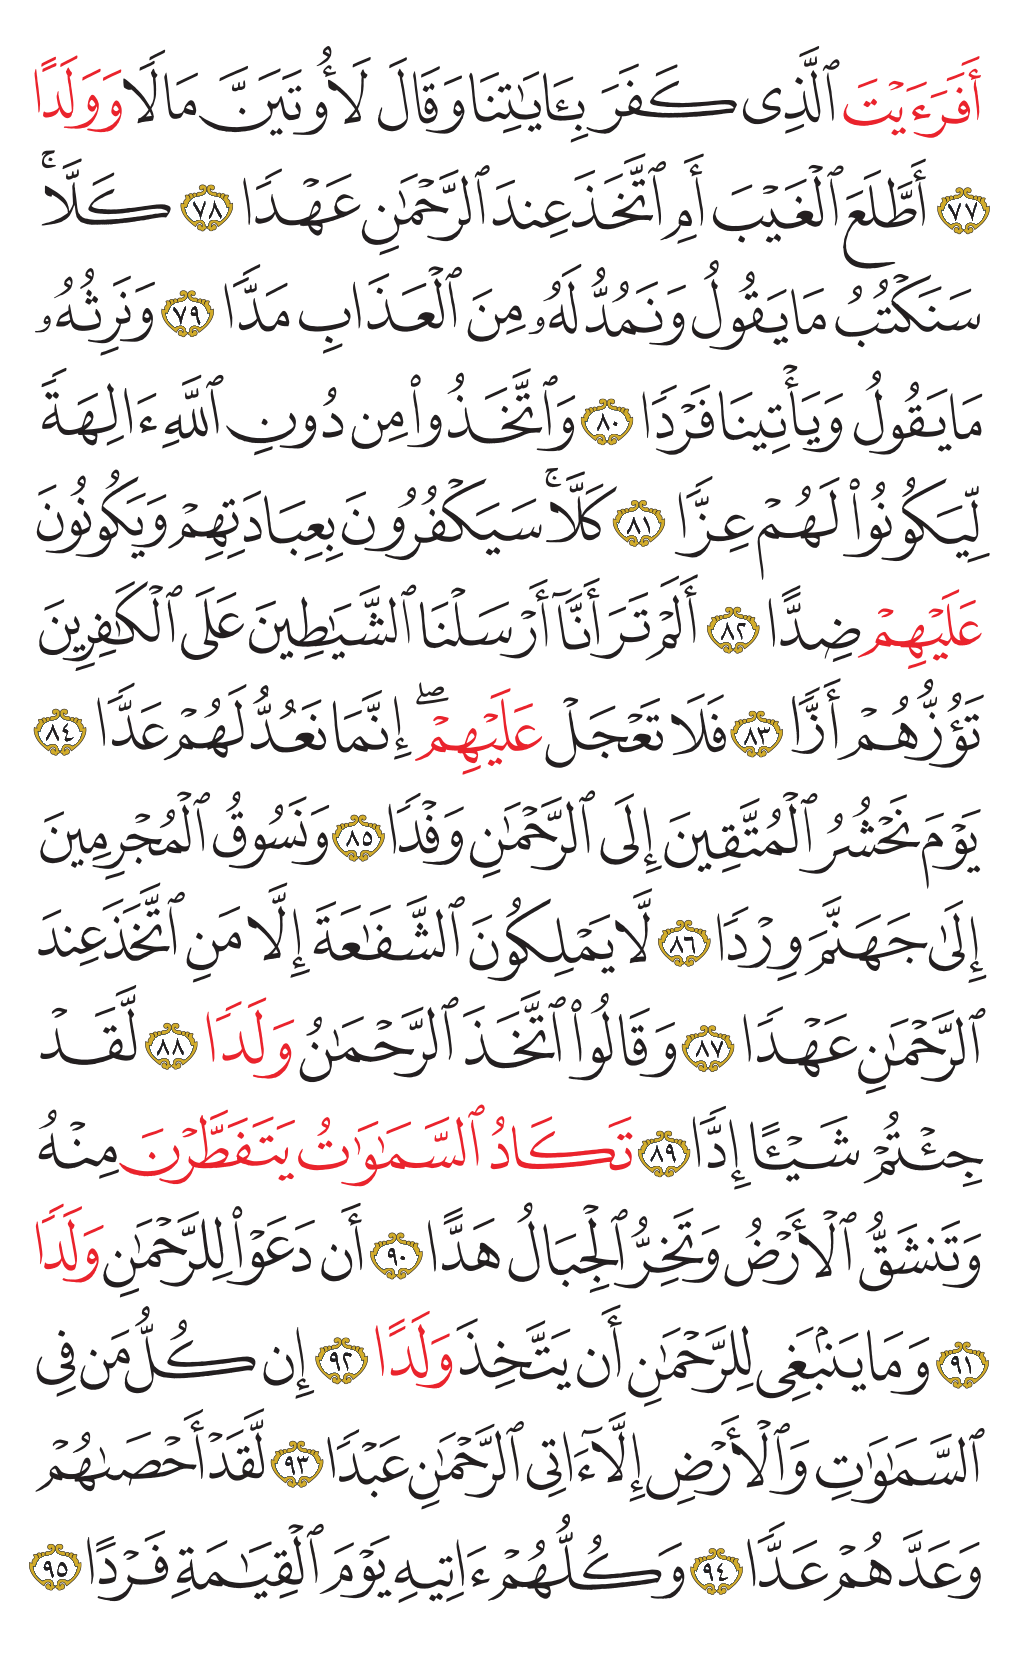 أَفَرَءَيْتَ ٱلَّذِى كَفَرَ بِـَٔايَـٰتِنَا وَقَالَ لَأُوتَيَنَّ مَالًا وَوَلَدًا
٧٧ أَطَّلَعَ ٱلْغَيْبَ أَمِ ٱتَّخَذَ عِندَ ٱلرَّحْمَـٰنِ عَهْدًا ٧٨ كَلَّا ۚ
سَنَكْتُبُ مَا يَقُولُ وَنَمُدُّ لَهُۥ مِنَ ٱلْعَذَابِ مَدًّا ٧٩ وَنَرِثُهُۥ
مَا يَقُولُ وَيَأْتِينَا فَرْدًا ٨٠ وَٱتَّخَذُوا۟ مِن دُونِ ٱللَّهِ ءَالِهَةً
لِّيَكُونُوا۟ لَهُمْ عِزًّا ٨١ كَلَّا ۚ سَيَكْفُرُونَ بِعِبَادَتِهِمْ وَيَكُونُونَ
عَلَيْهِمْ ضِدًّا ٨٢ أَلَمْ تَرَ أَنَّآ أَرْسَلْنَا ٱلشَّيَـٰطِينَ عَلَى ٱلْكَـٰفِرِينَ
تَؤُزُّهُمْ أَزًّا ٨٣ فَلَا تَعْجَلْ عَلَيْهِمْ ۖ إِنَّمَا نَعُدُّ لَهُمْ عَدًّا ٨٤
يَوْمَ نَحْشُرُ ٱلْمُتَّقِينَ إِلَى ٱلرَّحْمَـٰنِ وَفْدًا ٨٥ وَنَسُوقُ ٱلْمُجْرِمِينَ
إِلَىٰ جَهَنَّمَ وِرْدًا ٨٦ لَّا يَمْلِكُونَ ٱلشَّفَـٰعَةَ إِلَّا مَنِ ٱتَّخَذَ عِندَ
ٱلرَّحْمَـٰنِ عَهْدًا ٨٧ وَقَالُوا۟ ٱتَّخَذَ ٱلرَّحْمَـٰنُ وَلَدًا ٨٨ لَّقَدْ
جِئْتُمْ شَيْـًٔا إِدًّا ٨٩ تَكَادُ ٱلسَّمَـٰوَٰتُ يَتَفَطَّرْنَ مِنْهُ
وَتَنشَقُّ ٱلْأَرْضُ وَتَخِرُّ ٱلْجِبَالُ هَدًّا ٩٠ أَن دَعَوْا۟ لِلرَّحْمَـٰنِ وَلَدًا
٩١ وَمَا يَنۢبَغِى لِلرَّحْمَـٰنِ أَن يَتَّخِذَ وَلَدًا ٩٢ إِن كُلُّ مَن فِى
ٱلسَّمَـٰوَٰتِ وَٱلْأَرْضِ إِلَّآ ءَاتِى ٱلرَّحْمَـٰنِ عَبْدًا ٩٣ لَّقَدْ أَحْصَىٰهُمْ
وَعَدَّهُمْ عَدًّا ٩٤ وَكُلُّهُمْ ءَاتِيهِ يَوْمَ ٱلْقِيَـٰمَةِ فَرْدًا ٩٥